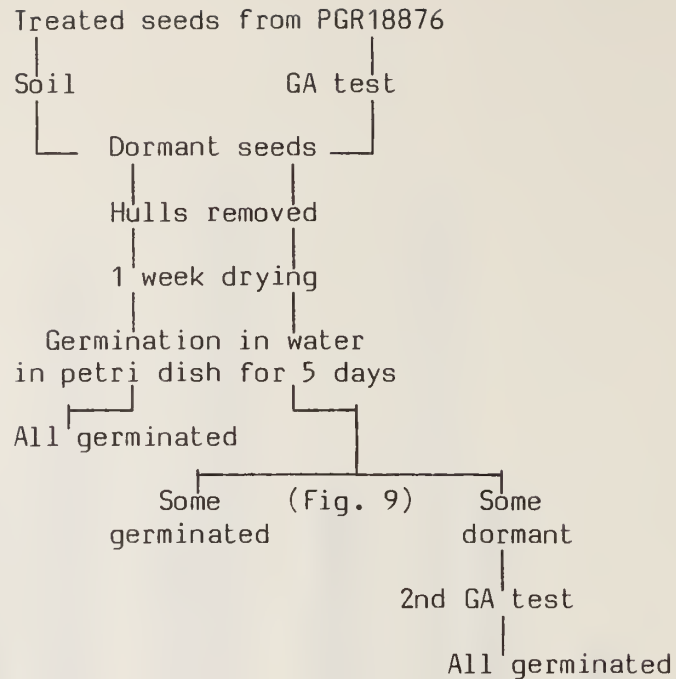 Treated seeds from PGR18876
Soil GA test
Dormant seeds
Hulls removed
1 week drying
Germination in water
in petri dish for 5 days
All germinated
Some (Fig. 9) Some
germinated dormant
2nd GA test
All germinated